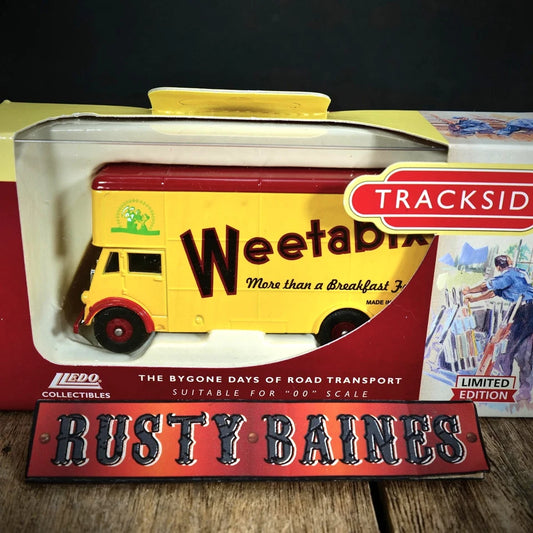 TRACKSID
Weetabix
More than a Breakfast F
MADE IN
LLEDO
COLLECTIBLES
THE BYGONE DAYS OF ROAD TRANSPORT
SUITABLE FOR "00" SCALE
LIMITED
EDITION
RUSTY BAINES